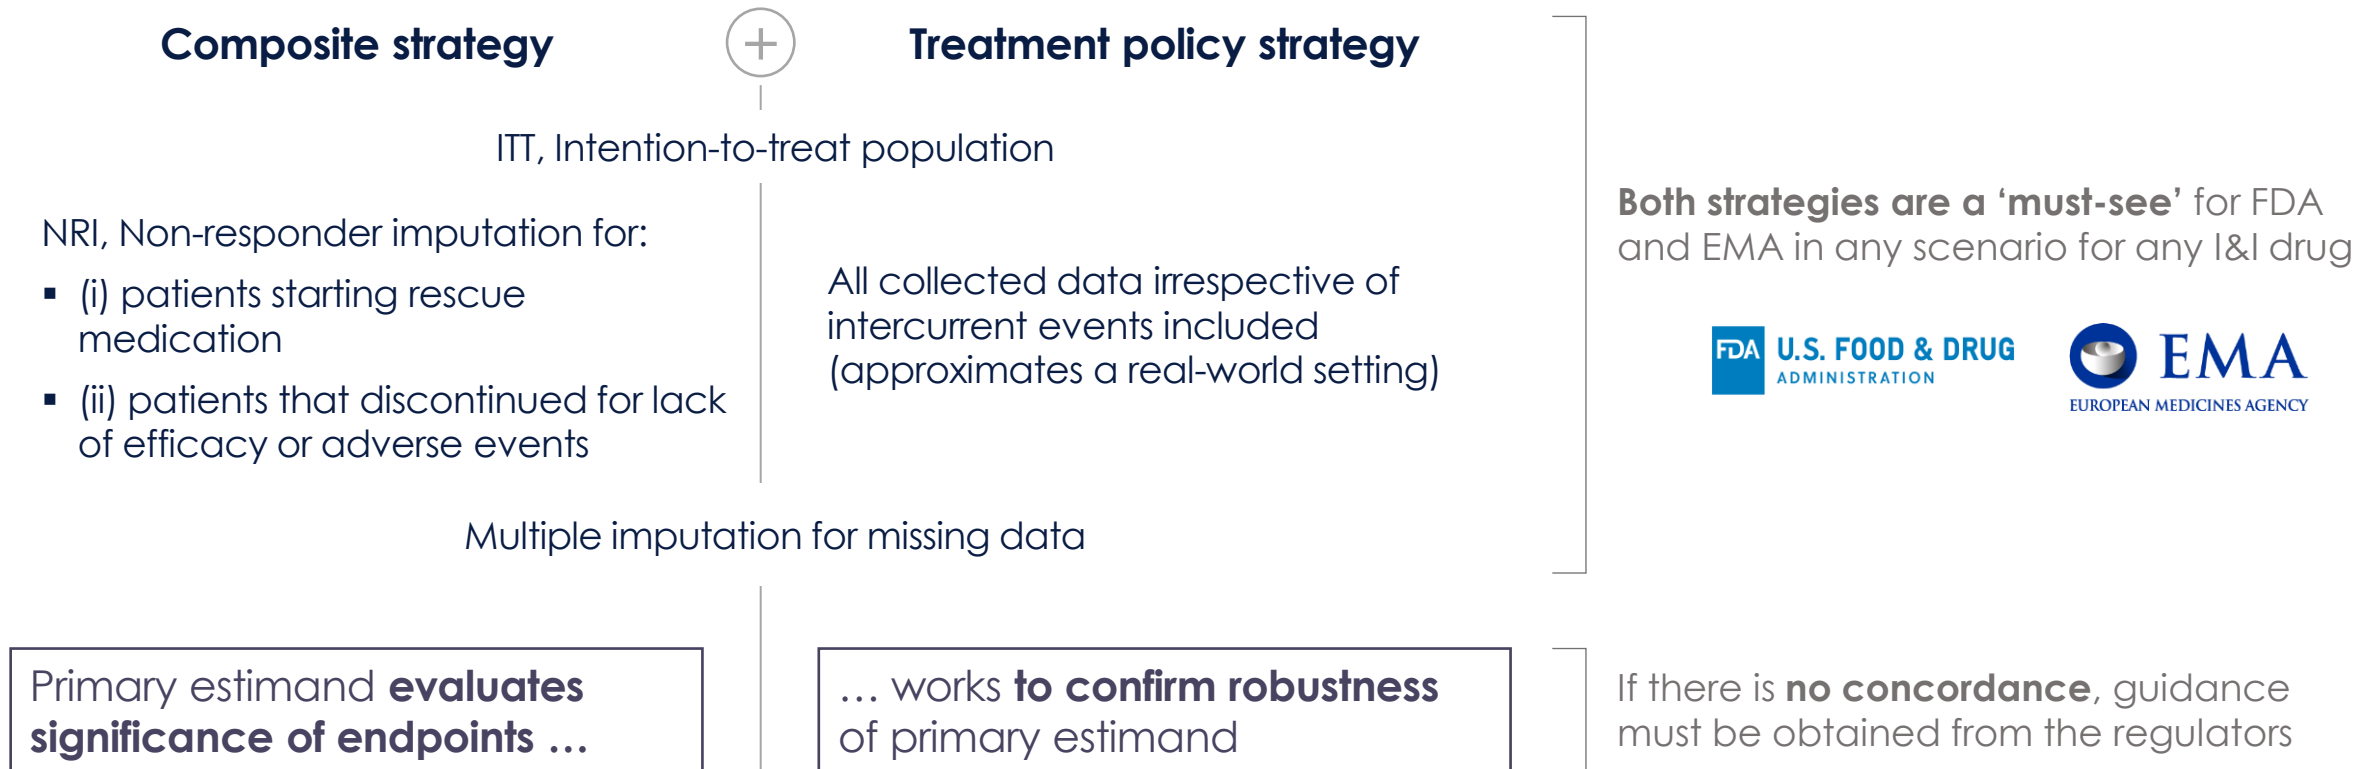 Composite strategy
+
Treatment policy strategy
ITT, Intention-to-treat population
NRI, Non-responder imputation for:
▪ (i) patients starting rescue
medication
▪ (ii) patients that discontinued for lack
of efficacy or adverse events
All collected data irrespective of
intercurrent events included
(approximates a real-world setting)
Multiple imputation for missing data
Both strategies are a ‘must-see’ for FDA
and EMA in any scenario for any I&I drug
FDA U.S. FOOD & DRUG
ADMINISTRATION
EMA
EUROPEAN MEDICINES AGENCY
Primary estimand evaluates
significance of endpoints …
… works to confirm robustness
of primary estimand
If there is no concordance, guidance
must be obtained from the regulators